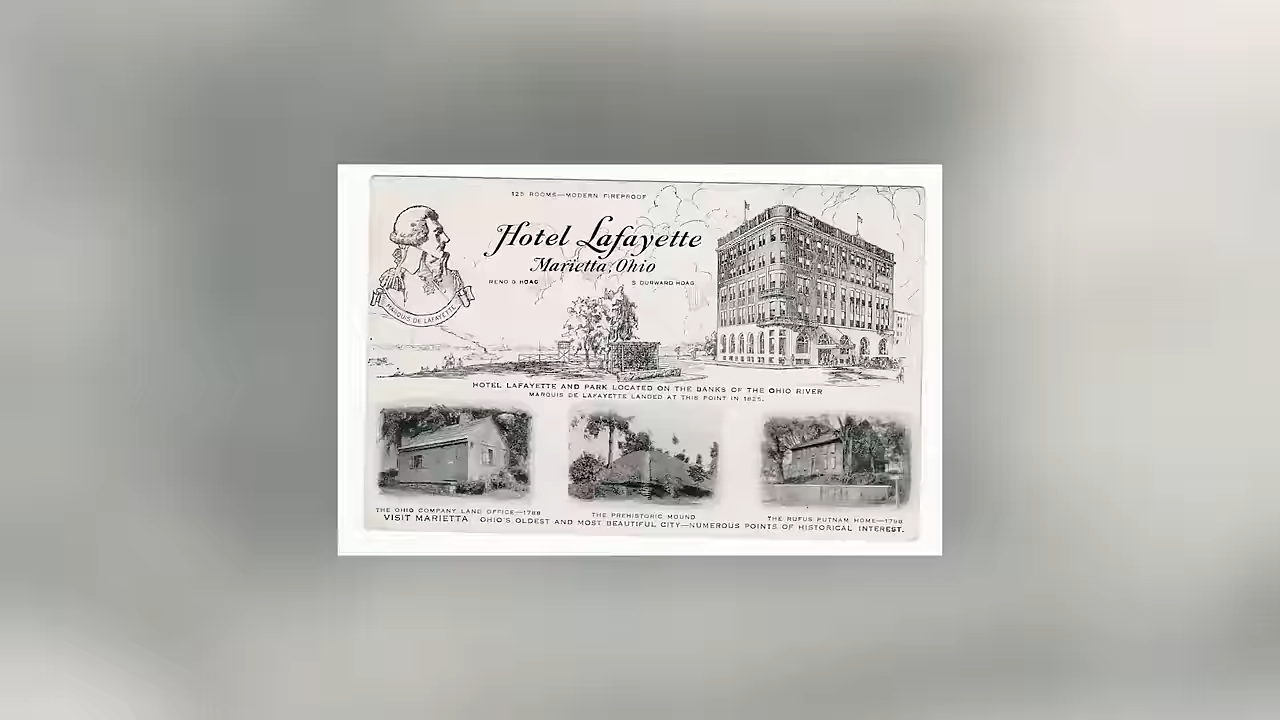 125 ROOMS—MODERN FIREPROOF
Hotel Lafayette
Marietta, Ohio
RENO G HOAG
S DURWARD HOAG
MARQUIS DE LAFAYETTE
HOTEL LAFAYETTE AND PARK LOCATED ON THE BANKS OF THE OHIO RIVER
MARQUIS DE LAFAYETTE LANDED AT THIS POINT IN 1825.
THE OHIO COMPANY LAND OFFICE—1788
THE PREHISTORIC MOUND
THE RUFUS PUTNAM HOME—1798
VISIT MARIETTA OHIO'S OLDEST AND MOST BEAUTIFUL CITY—NUMEROUS POINTS OF HISTORICAL INTEREST.